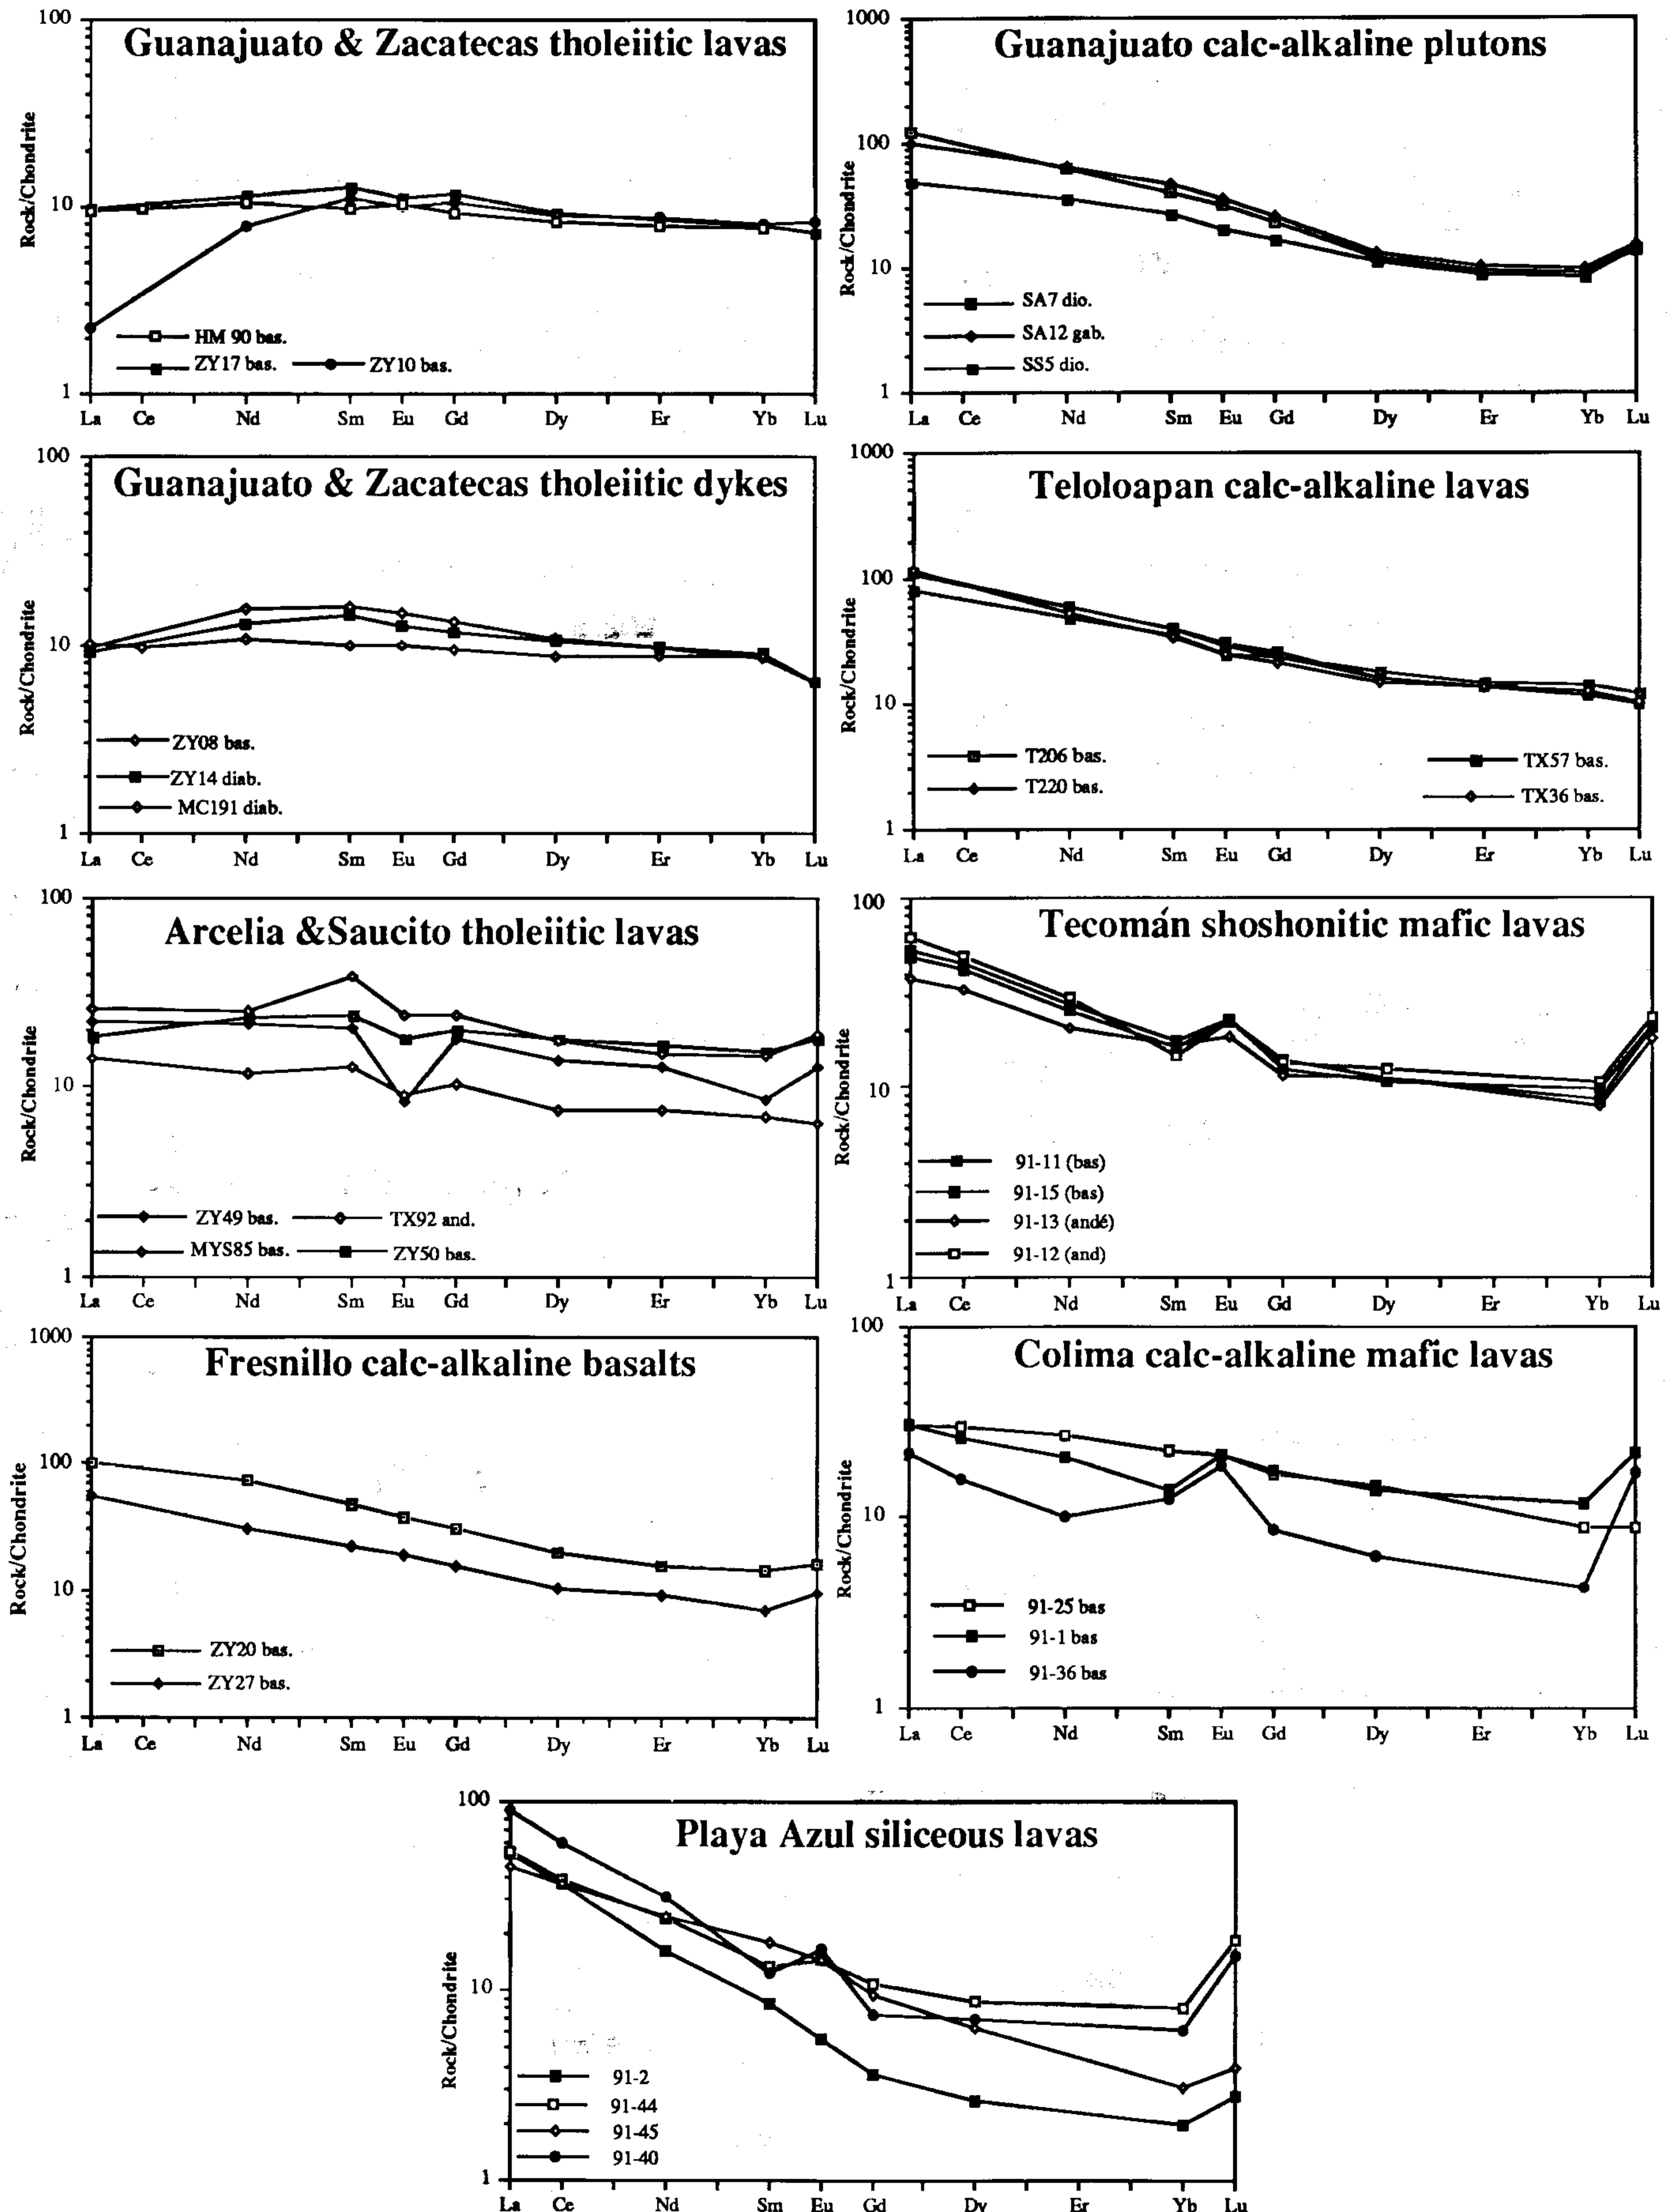 Guanajuato & Zacatecas tholeiitic lavas
100
10
1
Rock/Chondrite
HM 90 bas.
ZY17 bas.
ZY10 bas.
La Ce Nd Sm Eu Gd Dy Er Yb Lu
Guanajuato calc-alkaline plutons
1000
100
10
1
Rock/Chondrite
SA7 dio.
SA12 gab.
SS5 dio.
La Ce Nd Sm Eu Gd Dy Er Yb Lu
Guanajuato & Zacatecas tholeiitic dykes
100
10
1
Rock/Chondrite
ZY08 bas.
ZY14 diab.
MC191 diab.
La Ce Nd Sm Eu Gd Dy Er Yb Lu
Teloloapan calc-alkaline lavas
1000
100
10
1
Rock/Chondrite
T206 bas.
T220 bas.
TX57 bas.
TX36 bas.
La Ce Nd Sm Eu Gd Dy Er Yb Lu
Arcelia &Saucito tholeiitic lavas
100
10
1
Rock/Chondrite
ZY49 bas.
TX92 and.
MYS85 bas.
ZY50 bas.
La Ce Nd Sm Eu Gd Dy Er Yb Lu
Tecomán shoshonitic mafic lavas
100
10
1
Rock/Chondrite
91-11 (bas)
91-15 (bas)
91-13 (andé)
91-12 (and)
La Ce Nd Sm Eu Gd Dy Er Yb Lu
Fresnillo calc-alkaline basalts
1000
100
10
1
Rock/Chondrite
ZY20 bas.
ZY27 bas.
La Ce Nd Sm Eu Gd Dy Er Yb Lu
Colima calc-alkaline mafic lavas
100
10
1
Rock/Chondrite
91-25 bas
91-1 bas
91-36 bas
La Ce Nd Sm Eu Gd Dy Er Yb Lu
Playa Azul siliceous lavas
100
10
1
Rock/Chondrite
91-2
91-44
91-45
91-40
La Ce Nd Sm Eu Gd Dy Er Yb Lu